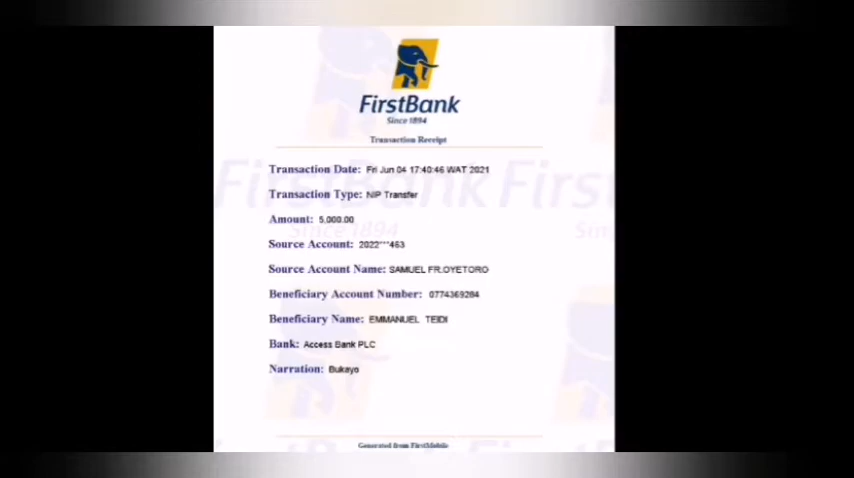 FirstBank
Since 1894
Transaction Receipt
Transaction Date: Fri Jun 04 17:40:46 WAT 2021
Transaction Type: NIP Transfer
Amount: 5,000.00
Source Account: 2022***463
Source Account Name: SAMUEL FR.OYETORO
Beneficiary Account Number: 0774369284
Beneficiary Name: EMMANUEL TEIDI
Bank: Access Bank PLC
Narration: Bukayo
Generated from FirstMobile